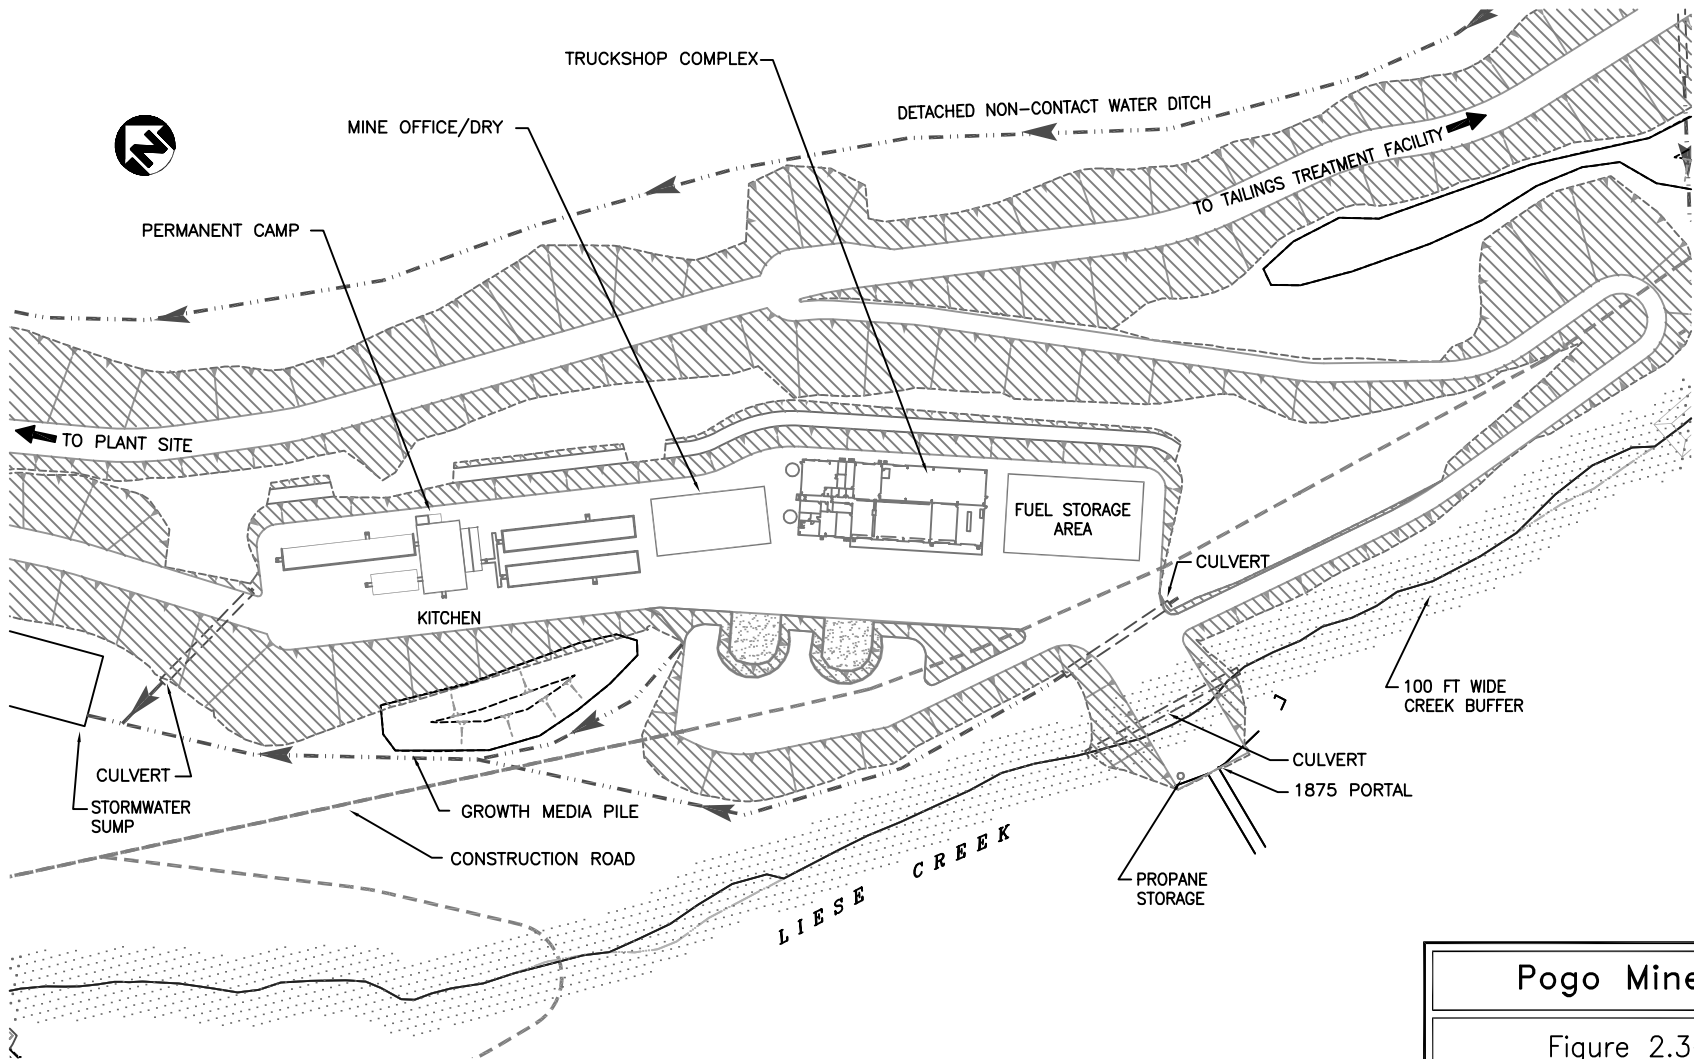 TRUCKSHOP COMPLEX
DETACHED NON-CONTACT WATER DITCH
MINE OFFICE/DRY
TO TAILINGS TREATMENT FACILITY
N
PERMANENT CAMP
TO PLANT SITE
FUEL STORAGE
AREA
CULVERT
KITCHEN
100 FT WIDE
CREEK BUFFER
CULVERT
CULVERT
1875 PORTAL
STORMWATER
SUMP
GROWTH MEDIA PILE
CONSTRUCTION ROAD
LIESE CREEK
PROPANE
STORAGE
Pogo Mine
Figure 2.3